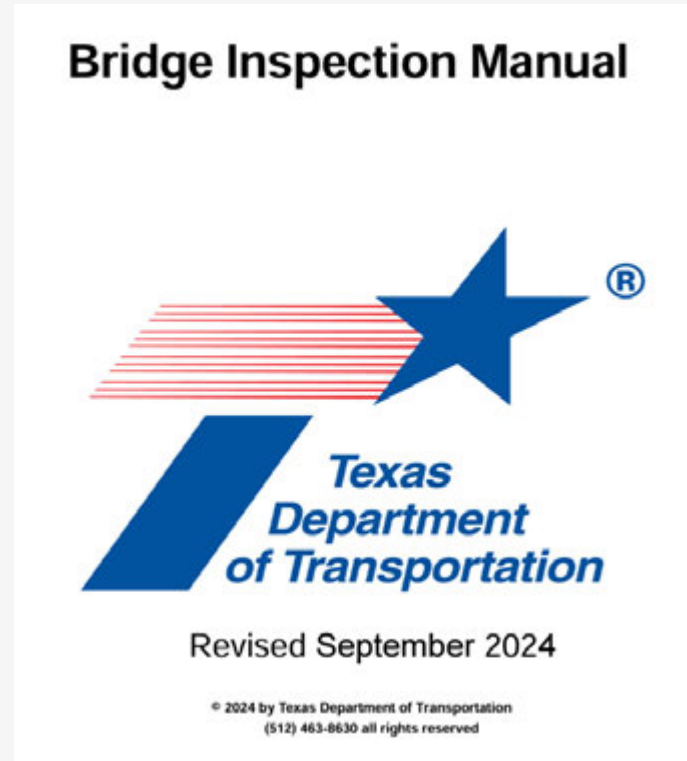 Bridge Inspection Manual
®
Texas
Department
of Transportation
Revised September 2024
© 2024 by Texas Department of Transportation
(512) 463-8630 all rights reserved